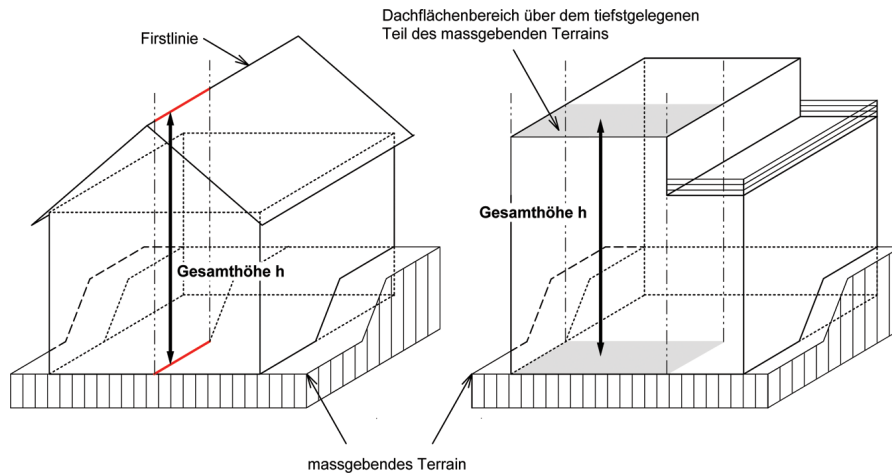 Firstlinie
Dachflächenbereich über dem tiefstgelegenen
Teil des massgebenden Terrains
Gesamthöhe h
Gesamthöhe h
massgebendes Terrain